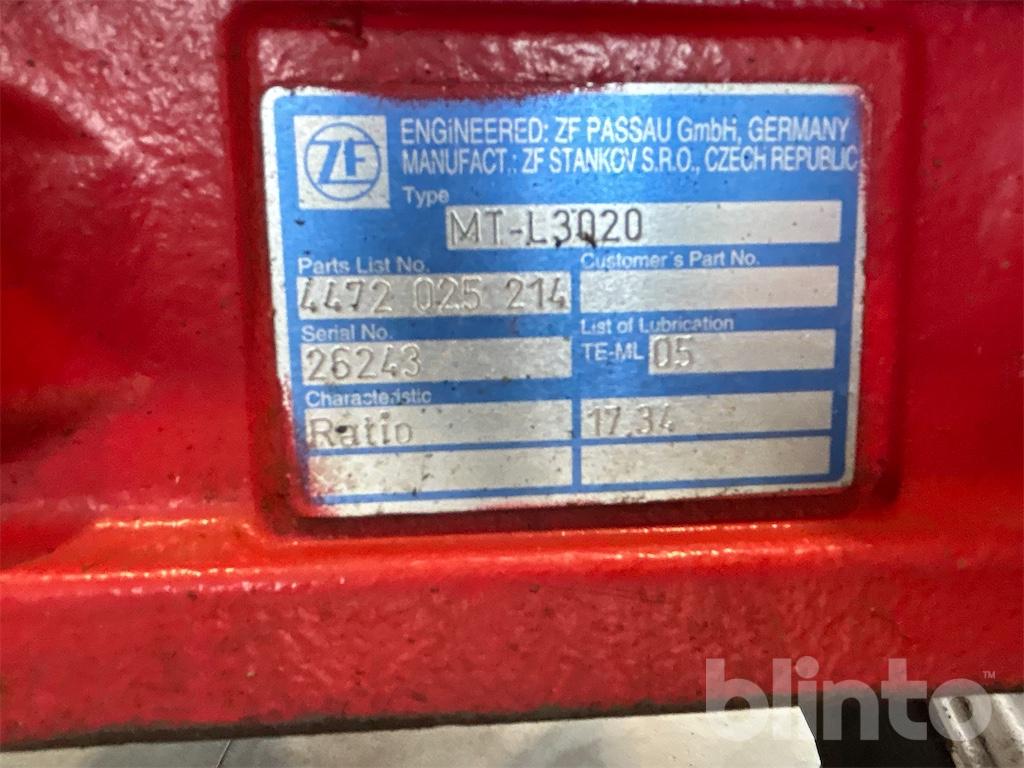 ZF
ENGiNEERED: ZF PASSAU GmbH, GERMANY
MANUFACT.: ZF STANKOV S.R.O., CZECH REPUBLIC
Type
MT-L3020
Parts List No.
Customer's Part No.
4472 025 214
Serial No.
List of Lubrication
26243
TE-ML 05
Characteristic
Ratio
17.34
blinto™